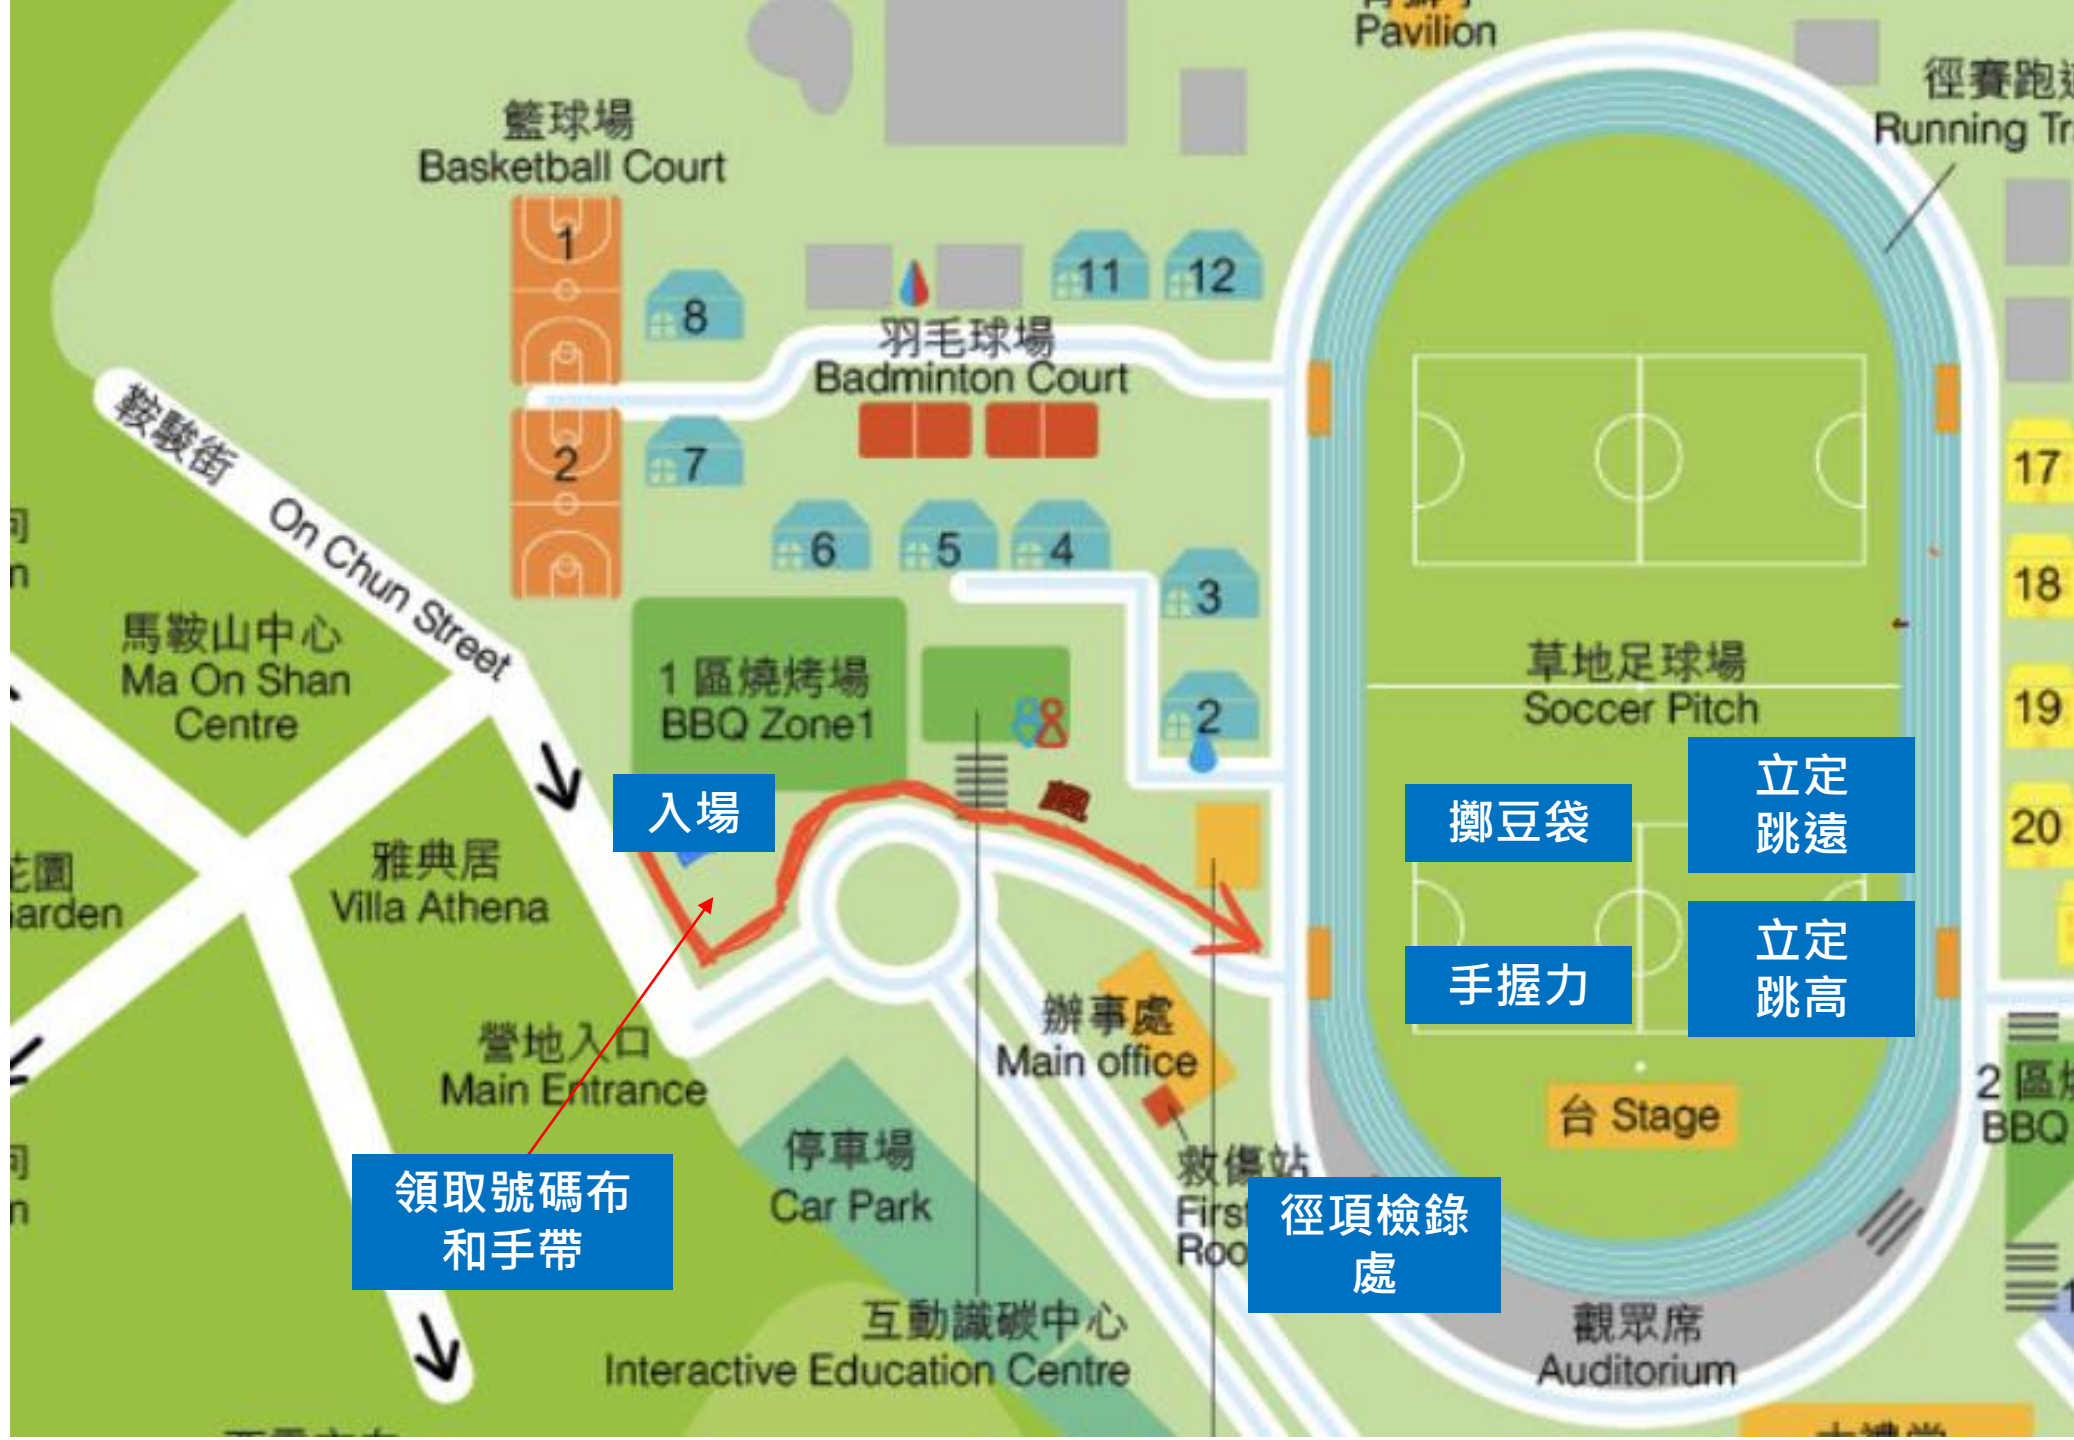 Pavilion
徑賽跑
Running
籃球場
Basketball Court
1
8
11
12
羽毛球場
Badminton Court
鞍駿街 On Chun Street
2
7
6
5
4
3
2
17
18
19
20
馬鞍山中心
Ma On Shan
Centre
1 區燒烤場
BBQ Zone1
草地足球場
Soccer Pitch
入場
擲豆袋
立定
跳遠
花園
arden
雅典居
Villa Athena
手握力
立定
跳高
營地入口
Main Entrance
辦事處
Main office
台 Stage
2 區
BBQ
停車場
Car Park
救傷站
領取號碼布
和手帶
徑項檢錄
處
互動識碳中心
Interactive Education Centre
觀眾席
Auditorium